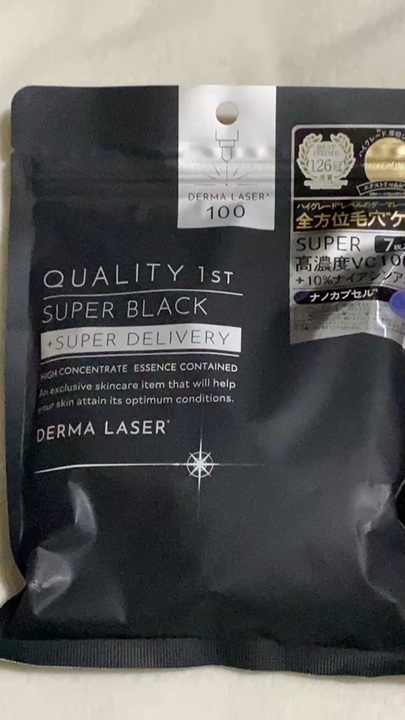 DERMA LASER
100
QUALITY 1ST
SUPER BLACK
+SUPER DELIVERY
HIGH CONCENTRATE ESSENCE CONTAINED
An exclusive skincare item that will help
your skin attain its optimum conditions.
DERMA LASER
126
ハイグレードレベルのダーマレー
全方位毛穴ケ
SUPER 7
高濃度VC100
+10%ナイアシンア
ナノカプセル